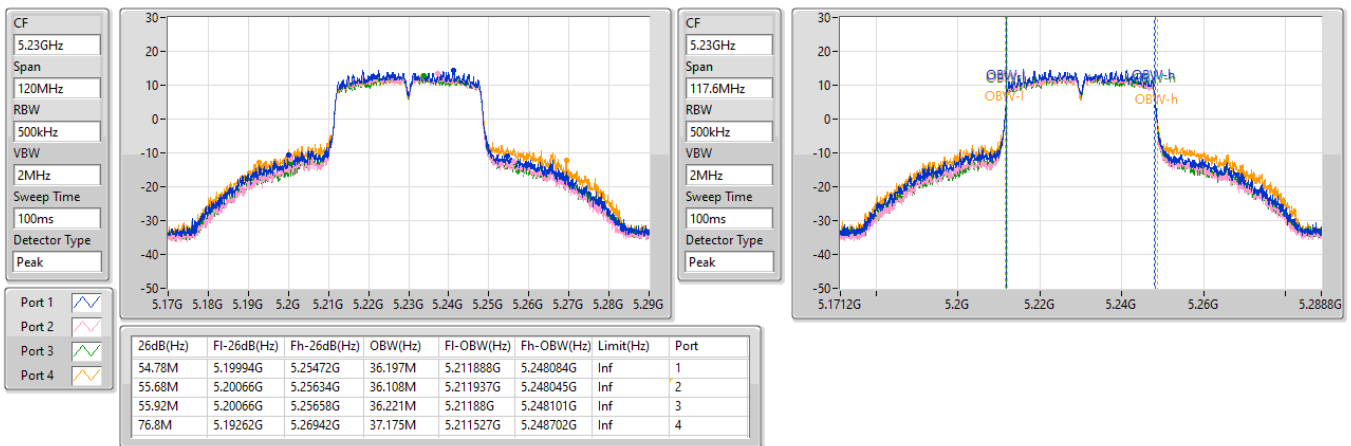 CF
5.23GHz
Span
120MHz
RBW
500kHz
VBW
2MHz
Sweep Time
100ms
Detector Type
Peak
30
20
10
0
-10
-20
-30
-40
-50
5.17G 5.18G 5.19G 5.2G 5.21G 5.22G 5.23G 5.24G 5.25G 5.26G 5.27G 5.28G 5.29G
CF
5.23GHz
Span
117.6MHz
RBW
500kHz
VBW
2MHz
Sweep Time
100ms
Detector Type
Peak
30
20
10
0
-10
-20
-30
-40
-50
OBW-l OBW-h
OBW-l OBW-h
5.1712G 5.2G 5.22G 5.24G 5.26G 5.2888G
Port 1
Port 2
Port 3
Port 4
26dB(Hz) Fl-26dB(Hz) Fh-26dB(Hz) OBW(Hz) Fl-OBW(Hz) Fh-OBW(Hz) Limit(Hz) Port
54.78M 5.19994G 5.25472G 36.197M 5.211888G 5.248084G Inf 1
55.68M 5.20066G 5.25634G 36.108M 5.211937G 5.248045G Inf 2
55.92M 5.20066G 5.25658G 36.221M 5.21188G 5.248101G Inf 3
76.8M 5.19262G 5.26942G 37.175M 5.211527G 5.248702G Inf 4